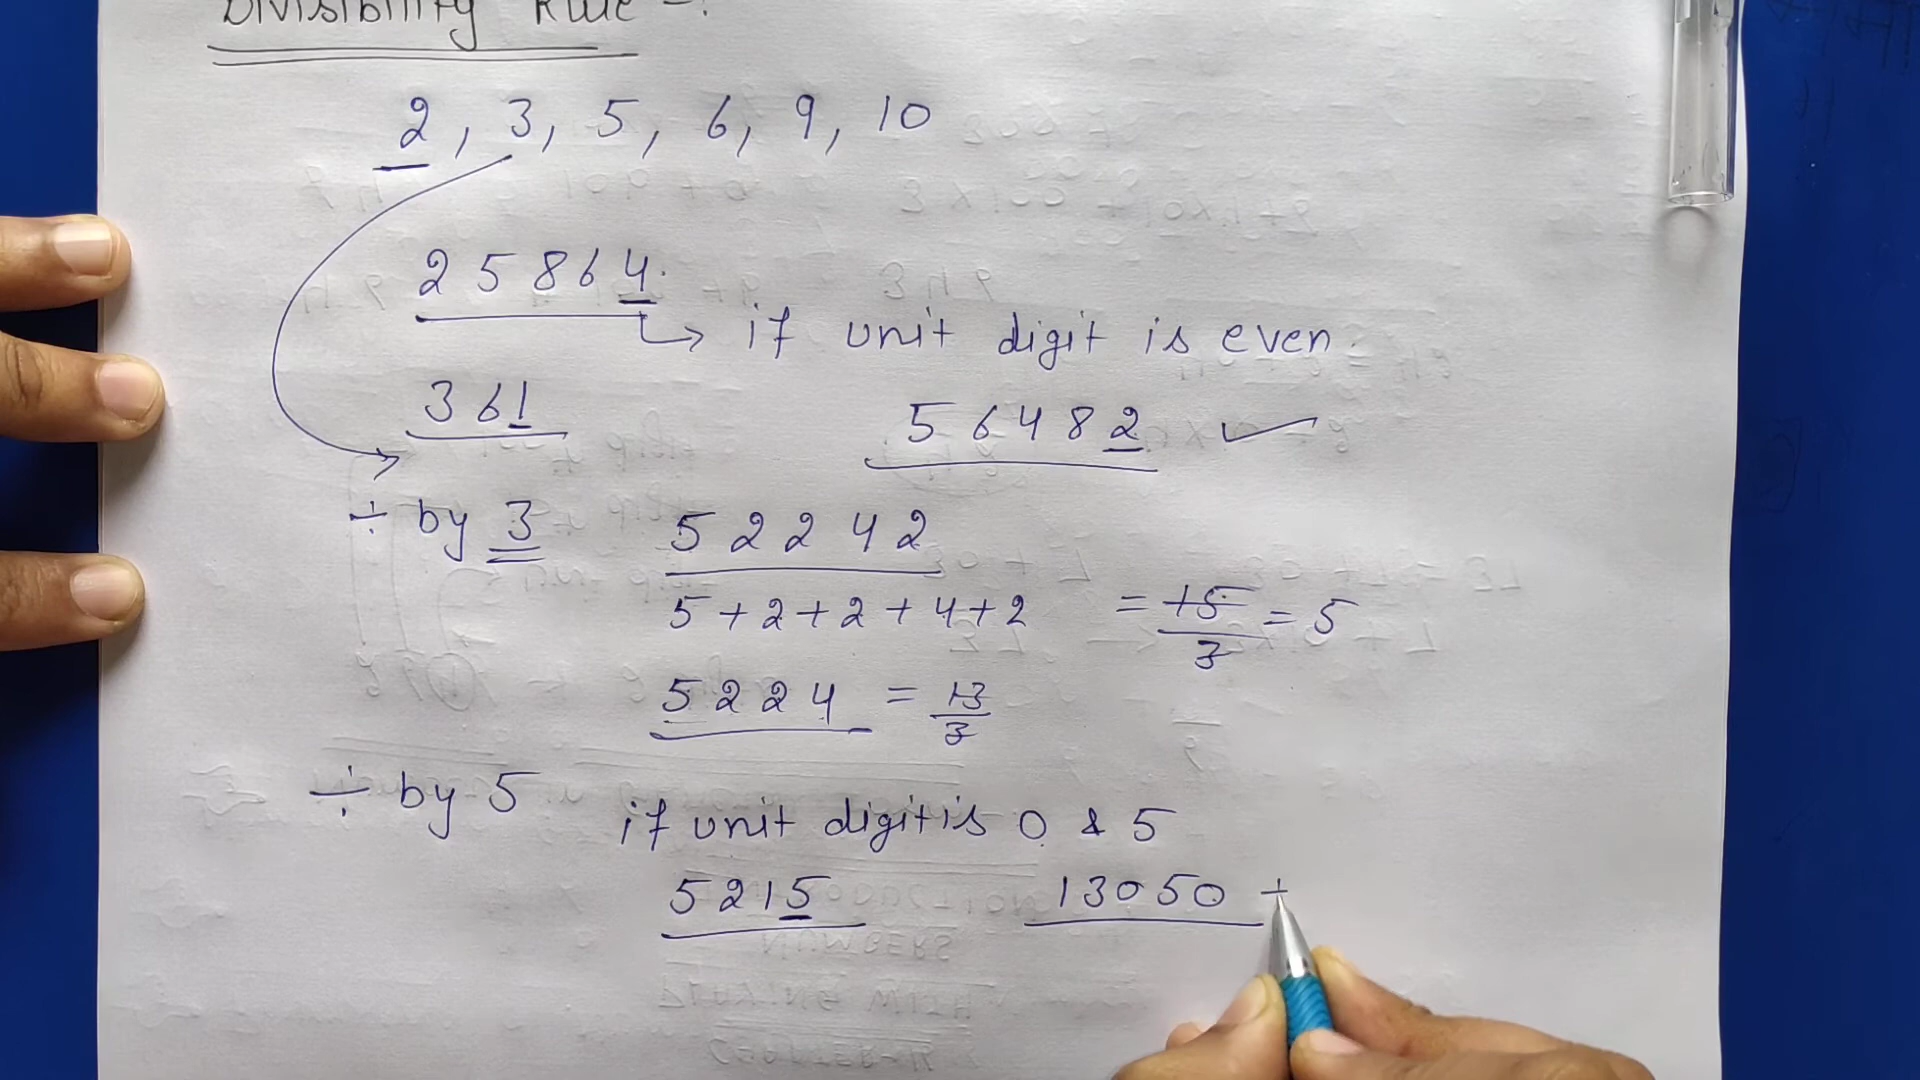 Divisibility Rule -:
2, 3, 5, 6, 9, 10
25864.
↳ if unit digit is even.
361 56482 ✓
÷ by 3 52242
5+2+2+4+2 = 15/3 = 5
5224 = 13/3
÷ by 5 if unit digit is 0 & 5
5215 13050 +